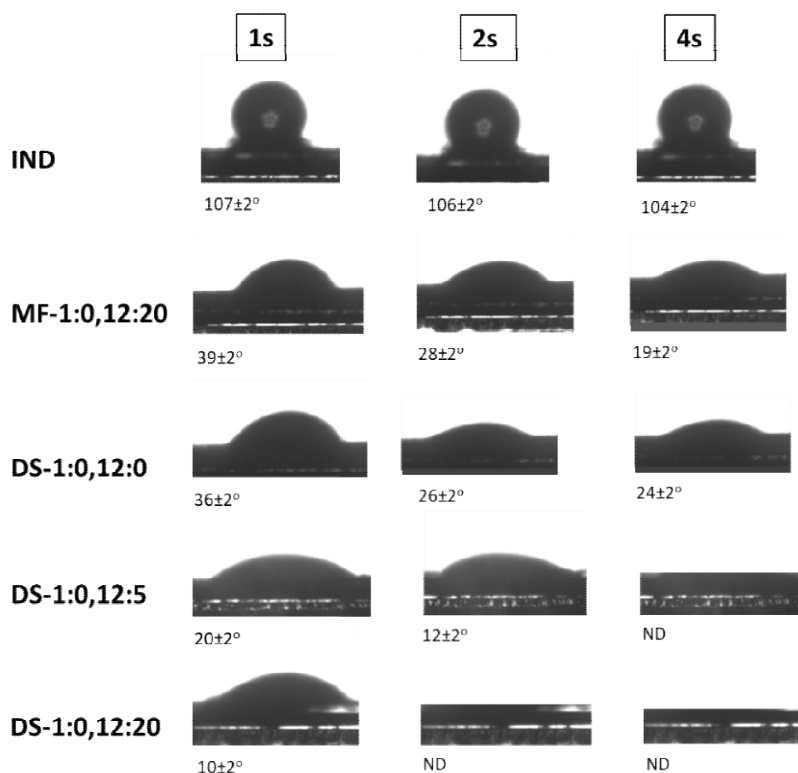 1s 2s 4s
IND
107±2° 106±2° 104±2°
MF-1:0,12:20
39±2° 28±2° 19±2°
DS-1:0,12:0
36±2° 26±2° 24±2°
DS-1:0,12:5
20±2° 12±2° ND
DS-1:0,12:20
10±2° ND ND